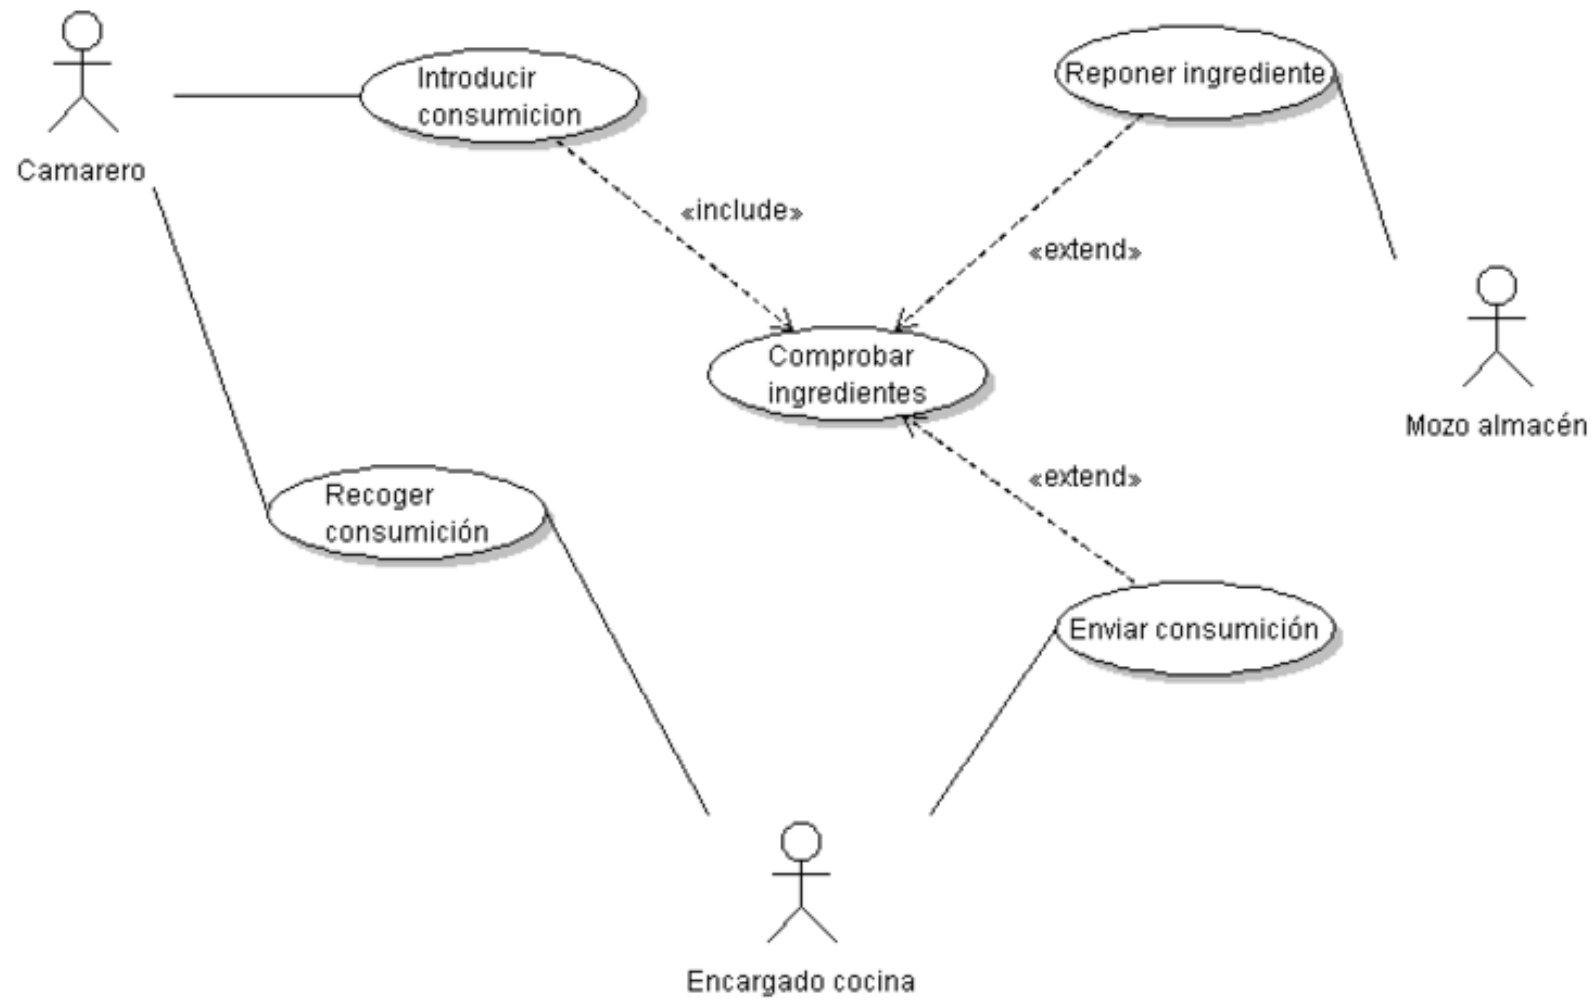 Introducir
consumicion
Reponer ingrediente
Camarero
«include»
«extend»
Comprobar
ingredientes
Mozo almacén
«extend»
Recoger
consumición
Enviar consumición
Encargado cocina